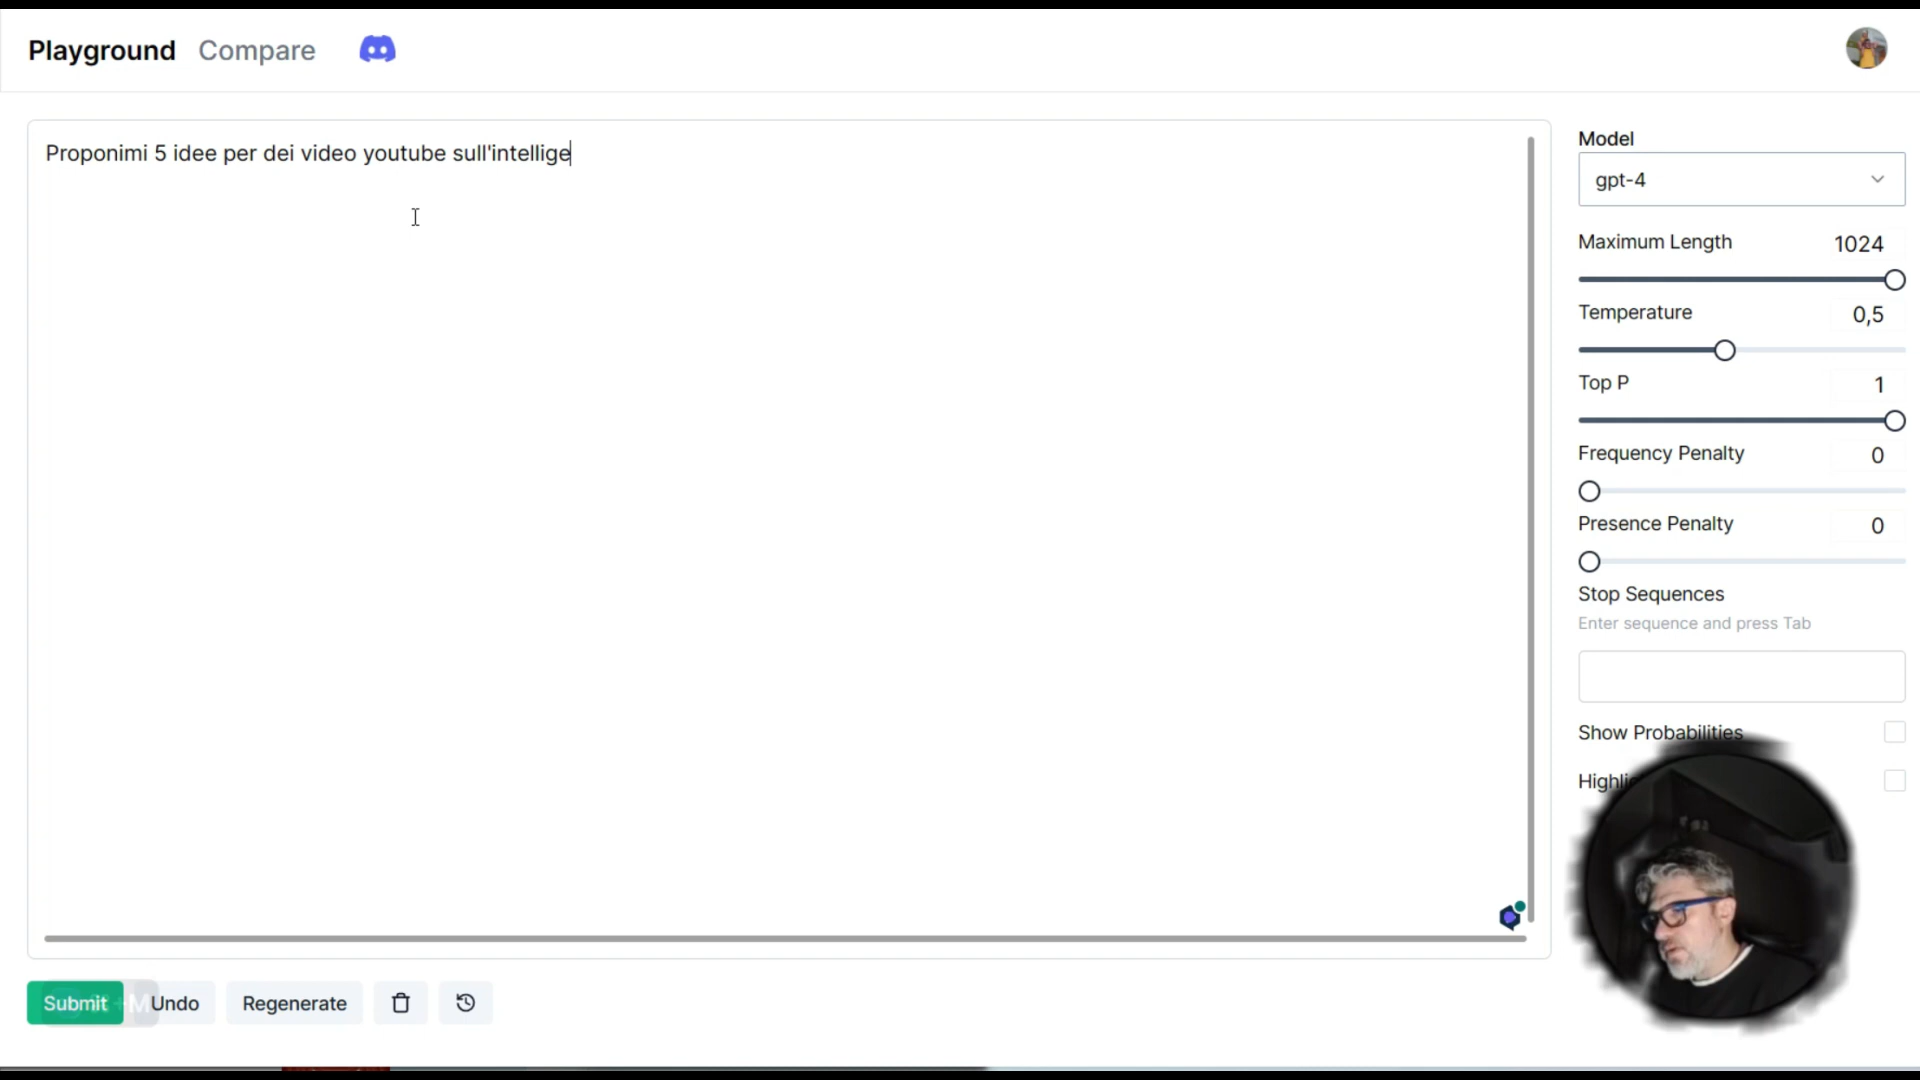 Playground Compare
Proponimi 5 idee per dei video youtube sull'intellige
Model
gpt-4
Maximum Length 1024
Temperature 0,5
Top P 1
Frequency Penalty 0
Presence Penalty 0
Stop Sequences
Enter sequence and press Tab
Show Probabilities
Submit Undo Regenerate